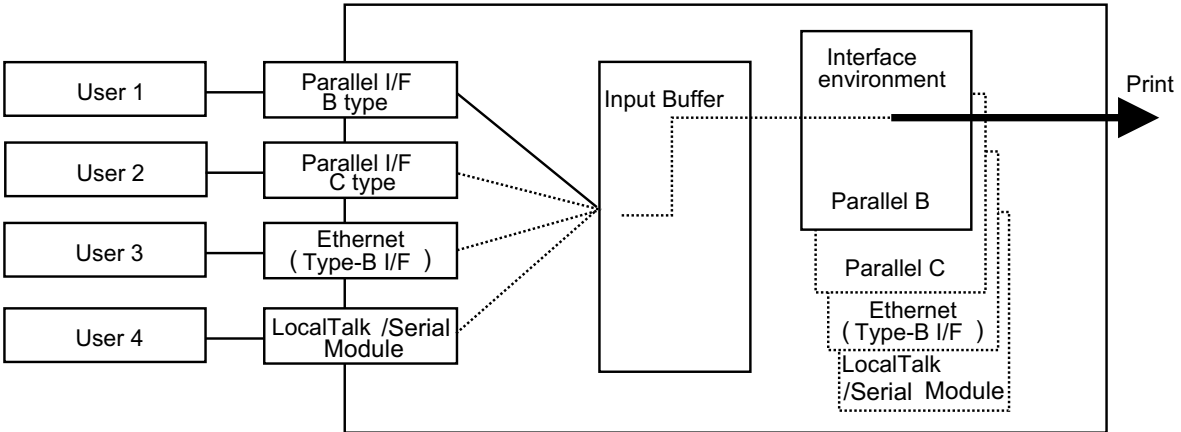 User 1
Parallel I/F
B type
User 2
Parallel I/F
C type
User 3
Ethernet
( Type-B I/F )
User 4
LocalTalk /Serial
Module
Input Buffer
Interface
environment
Parallel B
Parallel C
Ethernet
( Type-B I/F )
LocalTalk
/Serial Module
Print